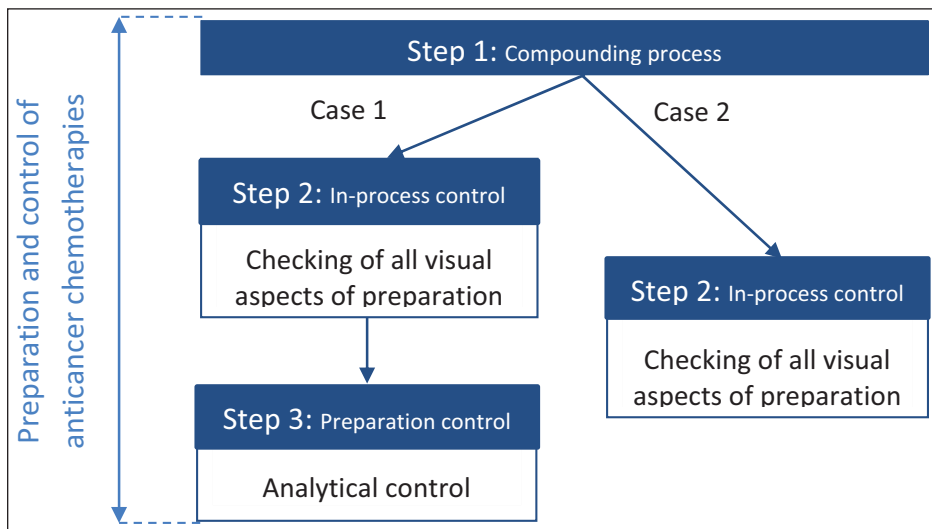 Preparation and control of
anticancer chemotherapies
Step 1: Compounding process
Case 1
Case 2
Step 2: In-process control
Checking of all visual
aspects of preparation
Step 2: In-process control
Checking of all visual
aspects of preparation
Step 3: Preparation control
Analytical control